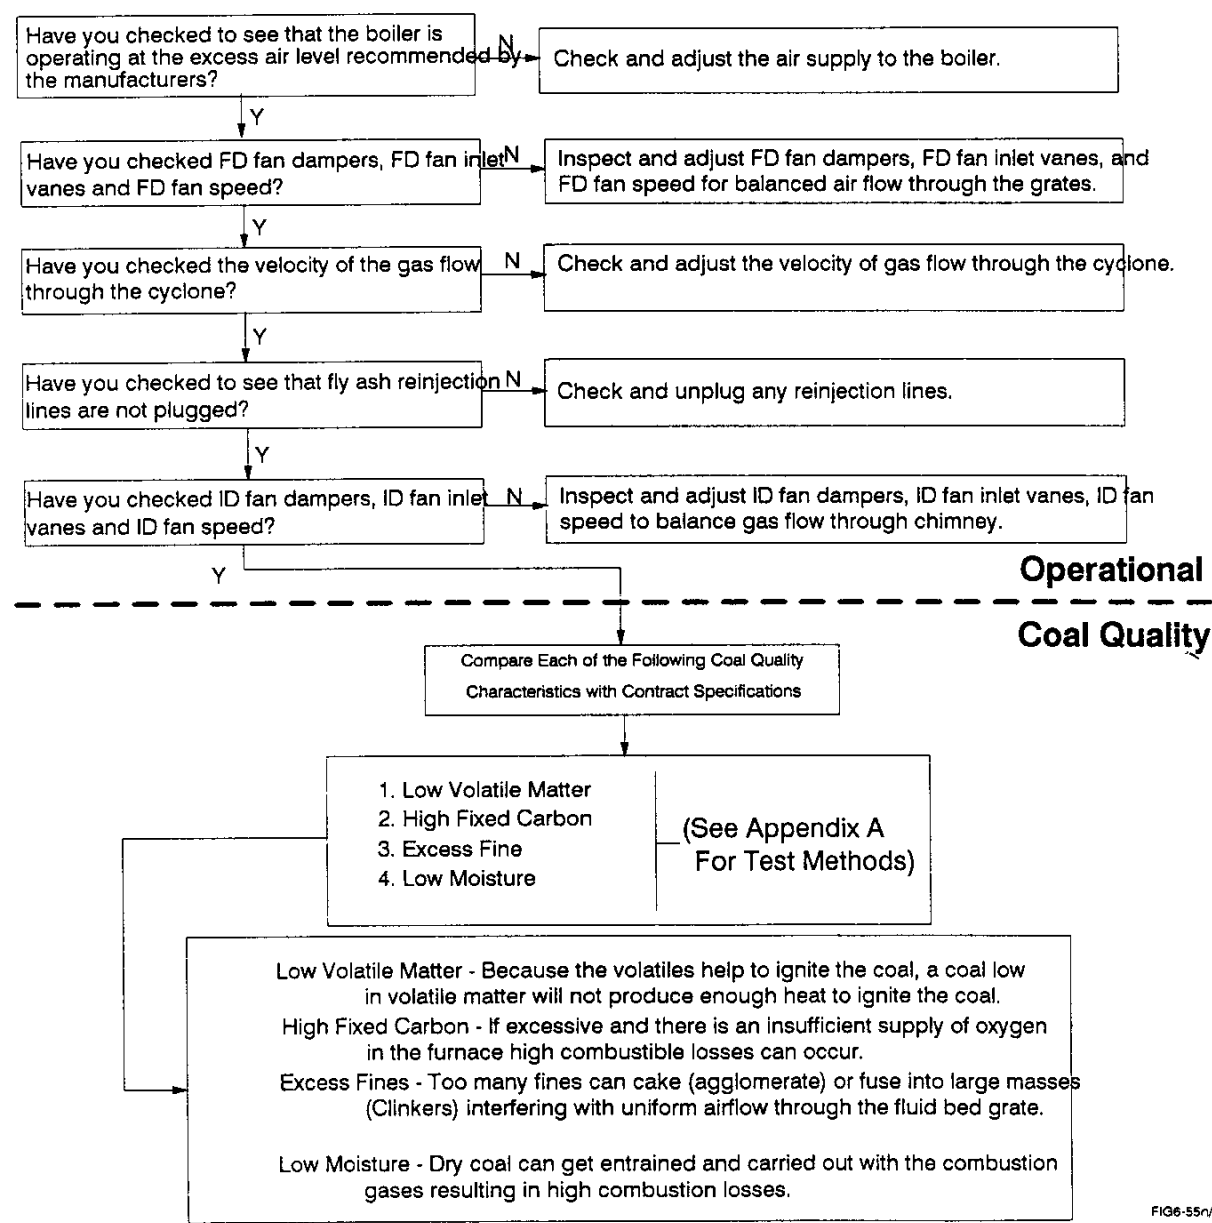 Have you checked to see that the boiler is
operating at the excess air level recommended by
the manufacturers?
N
Check and adjust the air supply to the boiler.
Y
Have you checked FD fan dampers, FD fan inlet
vanes and FD fan speed?
N
Inspect and adjust FD fan dampers, FD fan inlet vanes, and
FD fan speed for balanced air flow through the grates.
Y
Have you checked the velocity of the gas flow
through the cyclone?
N
Check and adjust the velocity of gas flow through the cyclone.
Y
Have you checked to see that fly ash reinjection
lines are not plugged?
N
Check and unplug any reinjection lines.
Y
Have you checked ID fan dampers, ID fan inlet
vanes and ID fan speed?
N
Inspect and adjust ID fan dampers, ID fan inlet vanes, ID fan
speed to balance gas flow through chimney.
Y
Operational
Coal Quality
Compare Each of the Following Coal Quality
Characteristics with Contract Specifications
1. Low Volatile Matter
2. High Fixed Carbon
3. Excess Fine
4. Low Moisture
(See Appendix A
For Test Methods)
Low Volatile Matter - Because the volatiles help to ignite the coal, a coal low
in volatile matter will not produce enough heat to ignite the coal.
High Fixed Carbon - If excessive and there is an insufficient supply of oxygen
in the furnace high combustible losses can occur.
Excess Fines - Too many fines can cake (agglomerate) or fuse into large masses
(Clinkers) interfering with uniform airflow through the fluid bed grate.
Low Moisture - Dry coal can get entrained and carried out with the combustion
gases resulting in high combustion losses.
FIG6-55n/